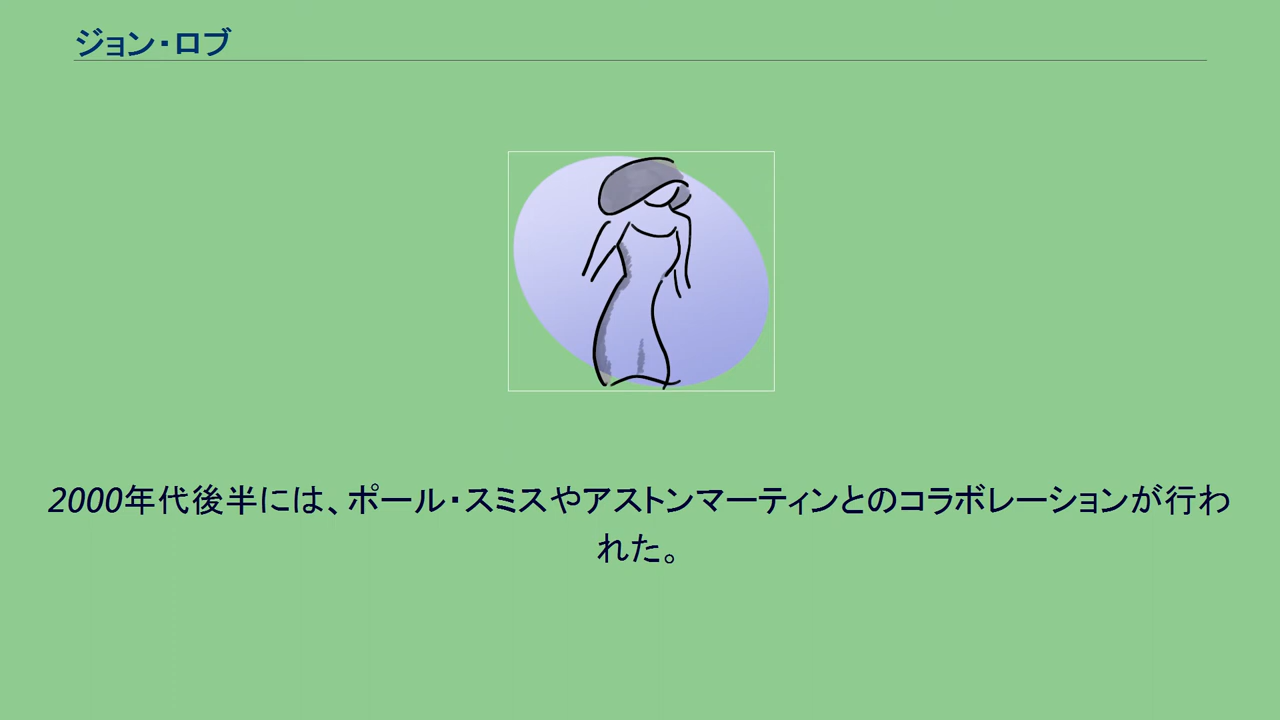 ジョン・ロブ
2000年代後半には、ポール・スミスやアストンマーティンとのコラボレーションが行わ
れた。